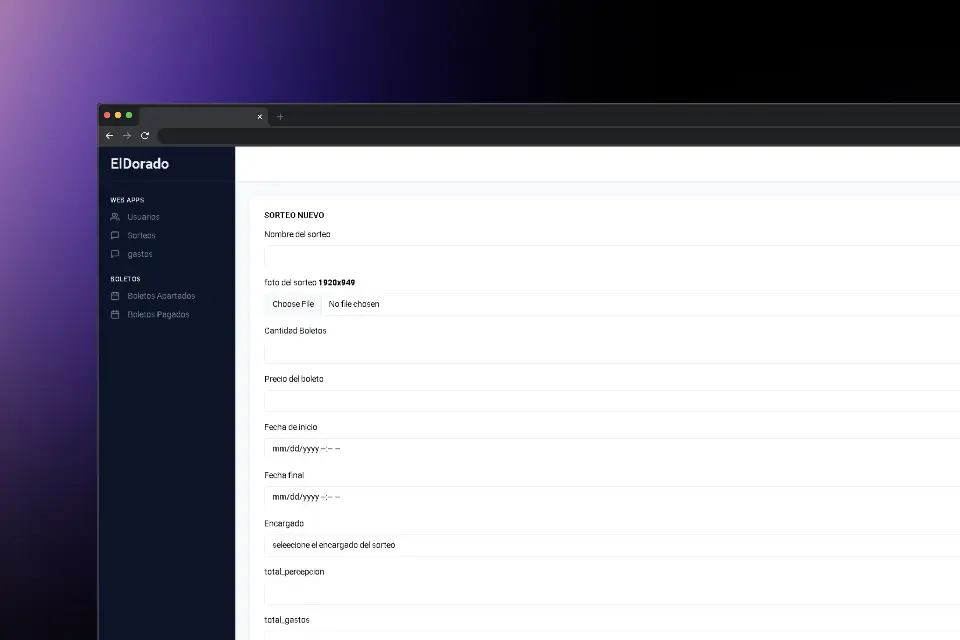 ElDorado
WEB APPS
Usuarios
Sorteos
gastos
BOLETOS
Boletos Apartados
Boletos Pagados
SORTEO NUEVO
Nombre del sorteo
foto del sorteo 1920x949
Choose File No file chosen
Cantidad Boletos
Precio del boleto
Fecha de inicio
mm/dd/yyyy --:-- --
Fecha final
mm/dd/yyyy --:-- --
Encargado
seleecione el encargado del sorteo
total_percepcion
total_gastos